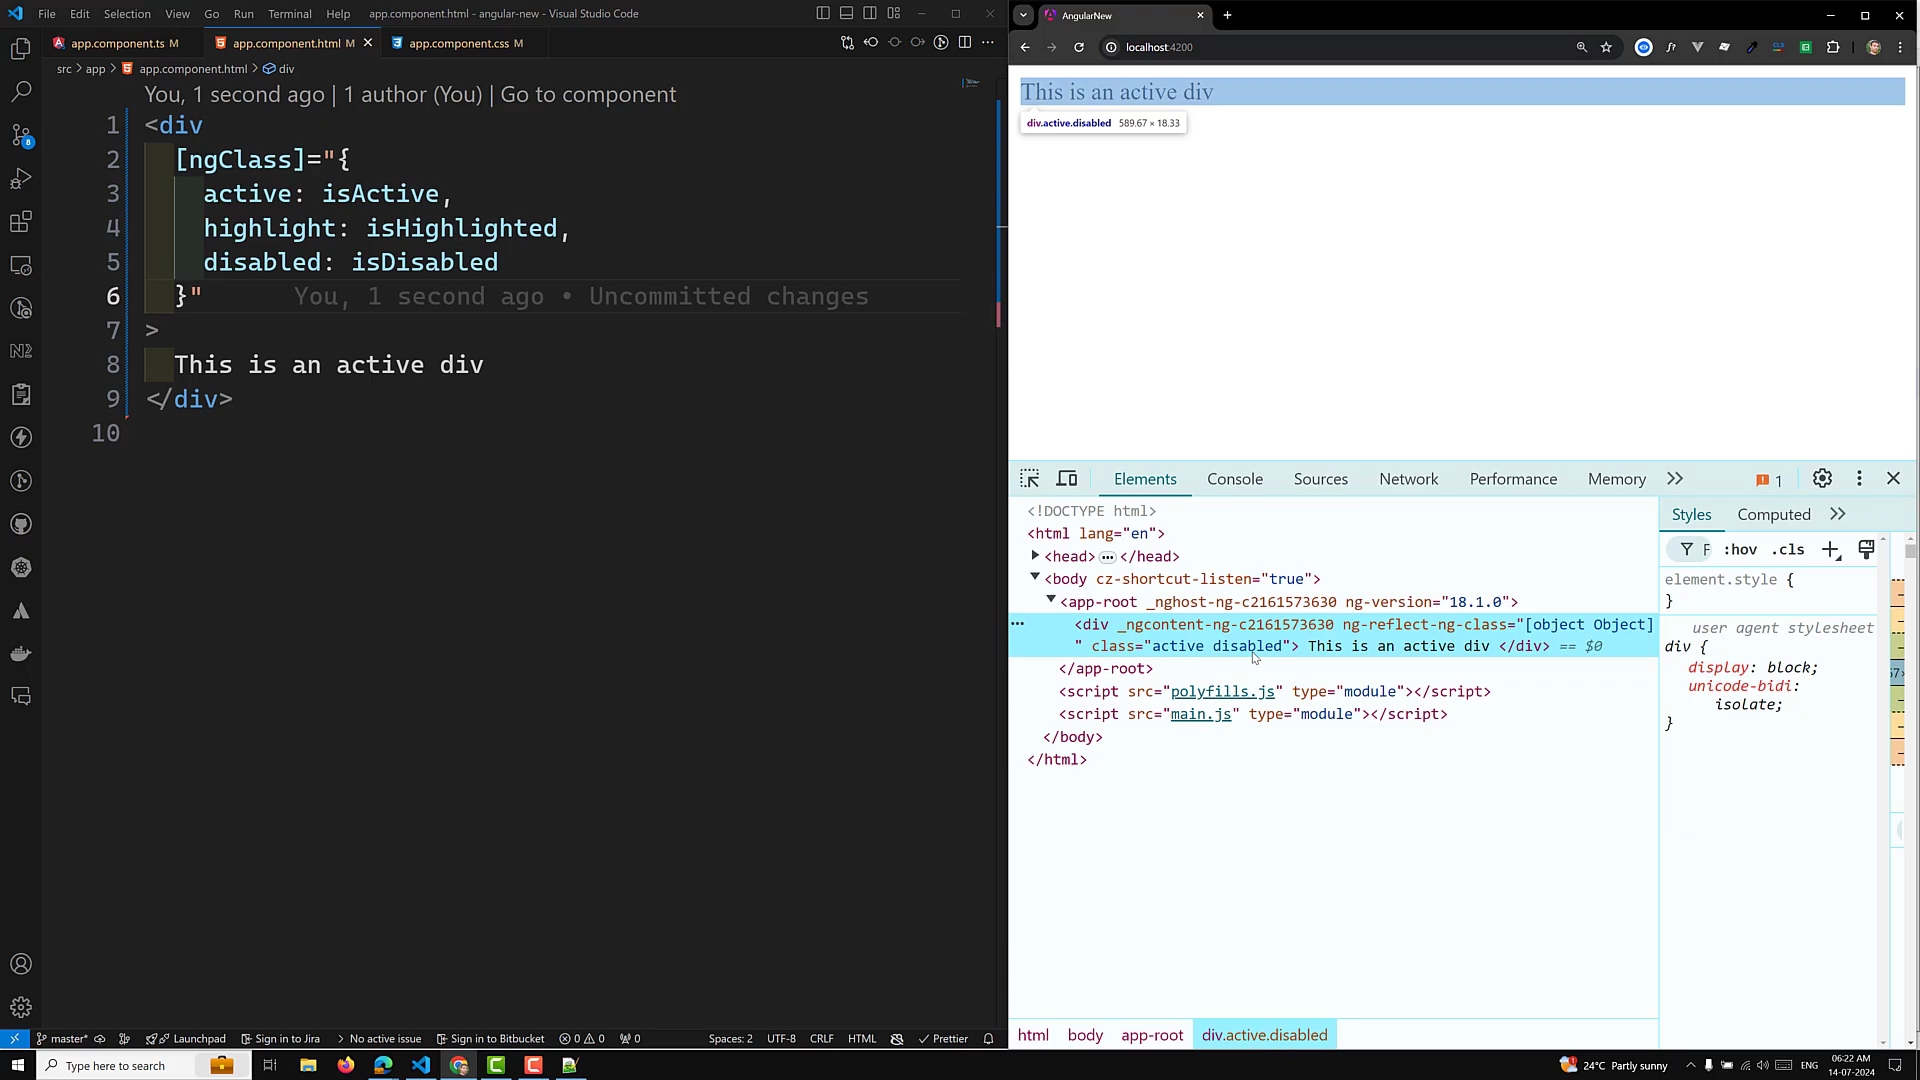 File Edit Selection View Go Run Terminal Help app.component.html - angular-new - Visual Studio Code
app.component.ts M app.component.html M app.component.css M
src > app > app.component.html > div
You, 1 second ago | 1 author (You) | Go to component
1 <div
2 [ngClass]="{
3 active: isActive,
4 highlight: isHighlighted,
5 disabled: isDisabled
6 }" You, 1 second ago • Uncommitted changes
7 >
8 This is an active div
9 </div>
10
8
N2
master* Launchpad Sign in to Jira No active issue Sign in to Bitbucket 0 0 0 Spaces: 2 UTF-8 CRLF HTML Prettier
AngularNew
localhost:4200
This is an active div
div.active.disabled 589.67 × 18.33
Elements Console Sources Network Performance Memory 1
<!DOCTYPE html>
<html lang="en">
<head> </head>
<body cz-shortcut-listen="true">
<app-root _nghost-ng-c2161573630 ng-version="18.1.0">
<div _ngcontent-ng-c2161573630 ng-reflect-ng-class="[object Object]
" class="active disabled"> This is an active div </div> == $0
</app-root>
<script src="polyfills.js" type="module"></script>
<script src="main.js" type="module"></script>
</body>
</html>
Styles Computed
F :hov .cls
element.style {
}
user agent stylesheet
div {
display: block;
unicode-bidi:
isolate;
}
html body app-root div.active.disabled
Type here to search
24°C Partly sunny ENG 06:22 AM
14-07-2024